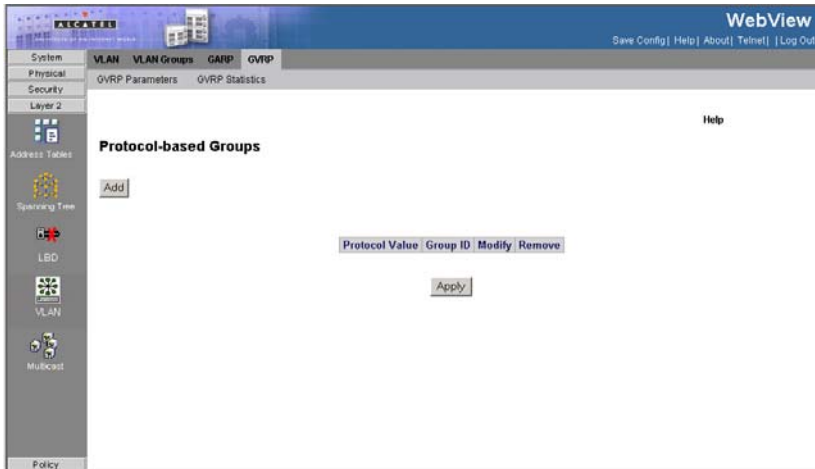 ALCATEL
WebView
Save Config| Help| About| Telnet| |Log Out
System
Physical
Security
Layer 2
Address Tables
Spanning Tree
LBD
VLAN
Multicast
Policy
VLAN VLAN Groups GARP GVRP
GVRP Parameters GVRP Statistics
Help
Protocol-based Groups
Add
Protocol Value Group ID Modify Remove
Apply